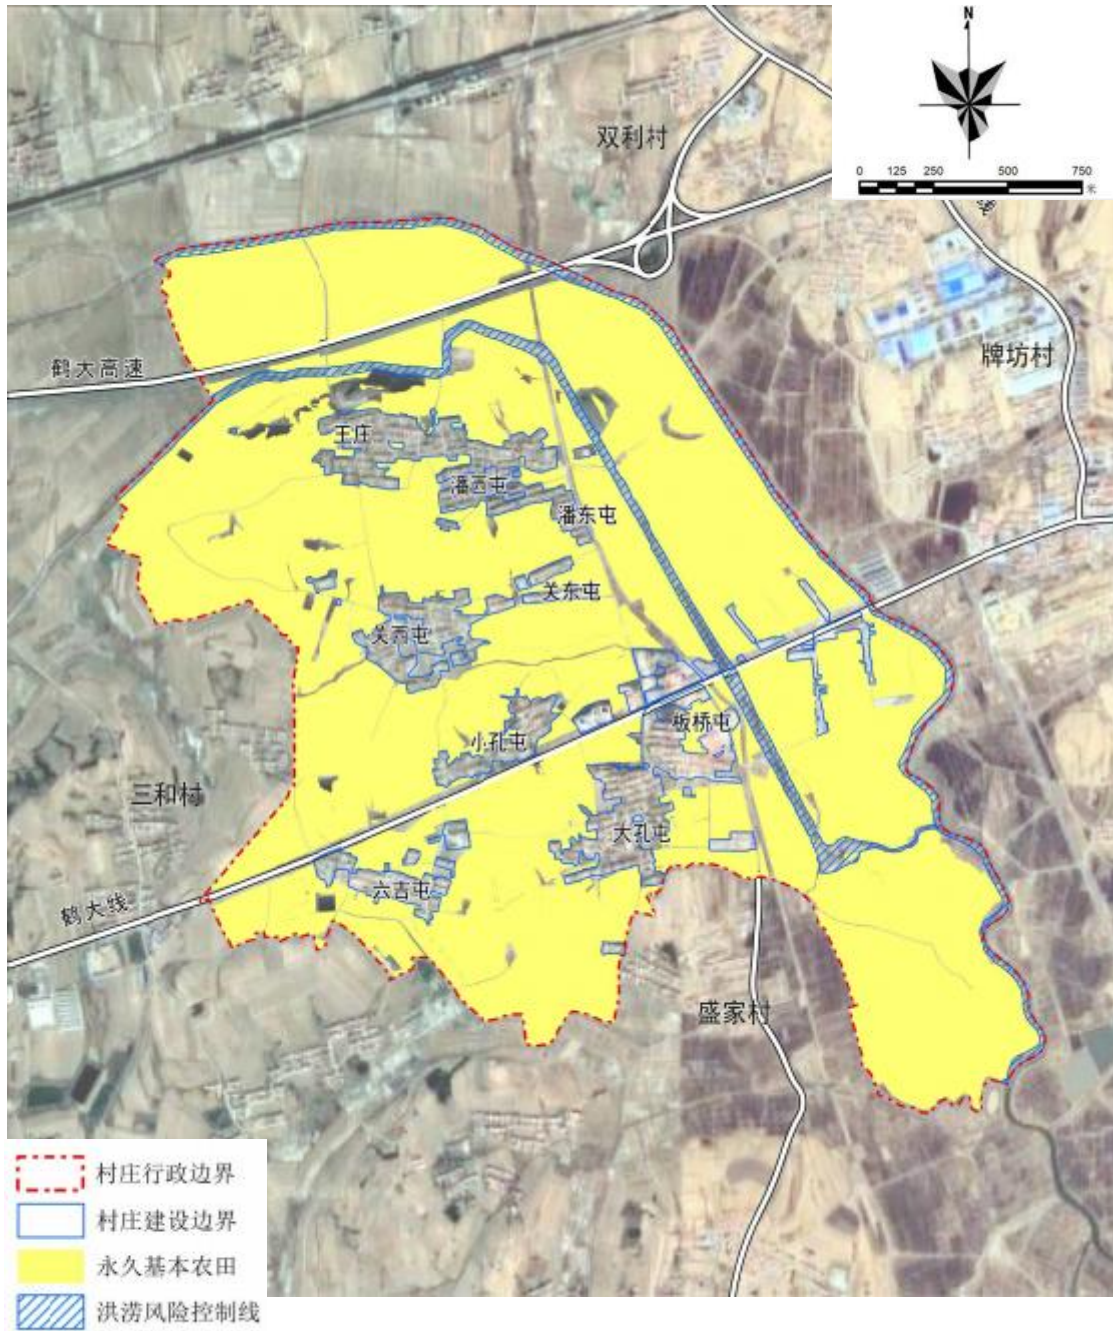 N
0 125 250 500 750
米
双利村
线
牌坊村
鹤大高速
王庄
潘西屯
潘东屯
关东屯
关西屯
板桥屯
小孔屯
三和村
大孔屯
六吉屯
鹤大线
盛家村
村庄行政边界
村庄建设边界
永久基本农田
洪涝风险控制线